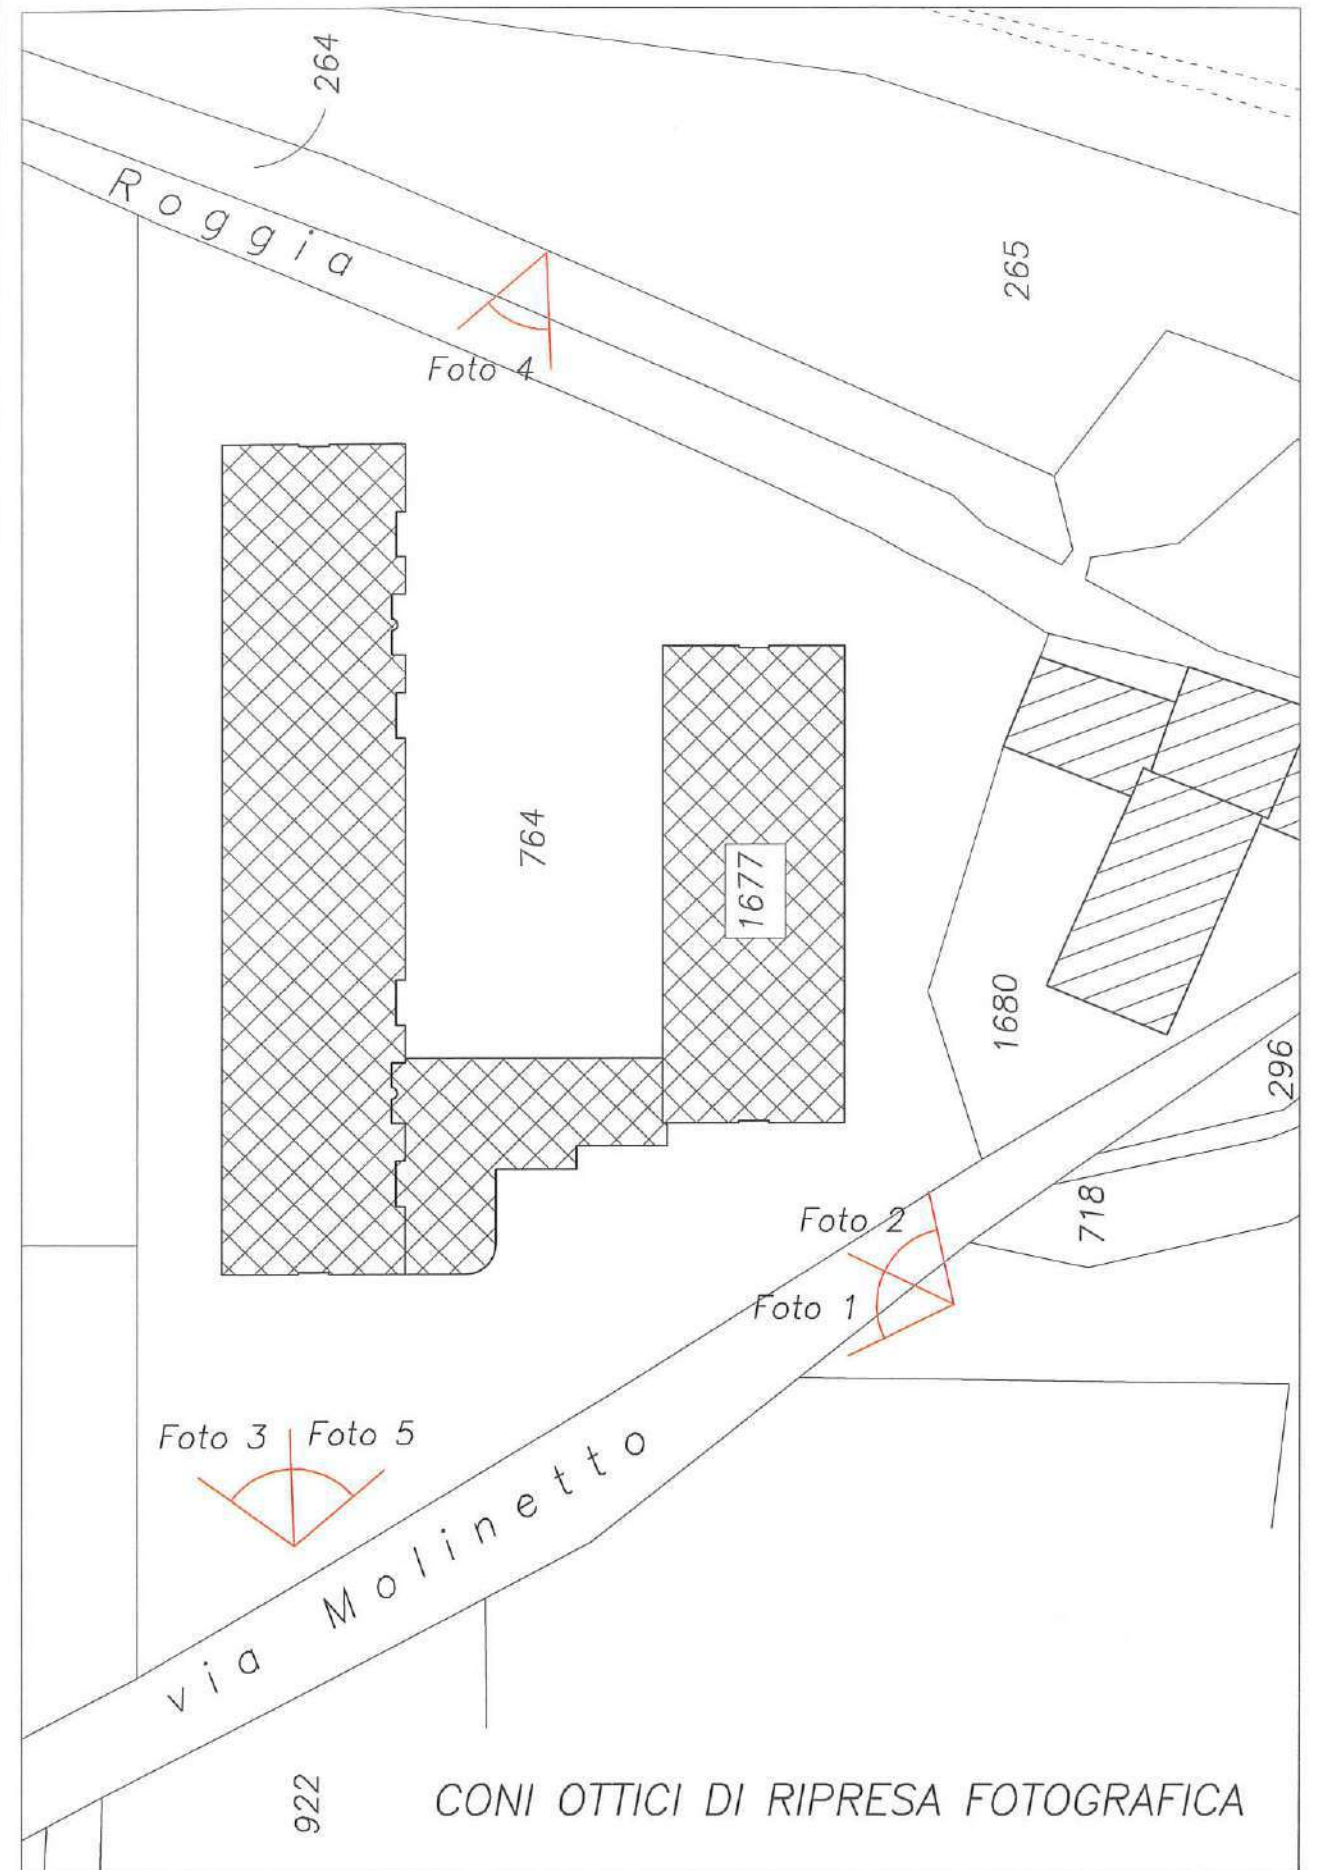 264
Roggia
265
Foto 4
764
1677
1680
296
718
Foto 2
Foto 1
Foto 3
Foto 5
via Molinetto
922
CONI OTTICI DI RIPRESA FOTOGRAFICA